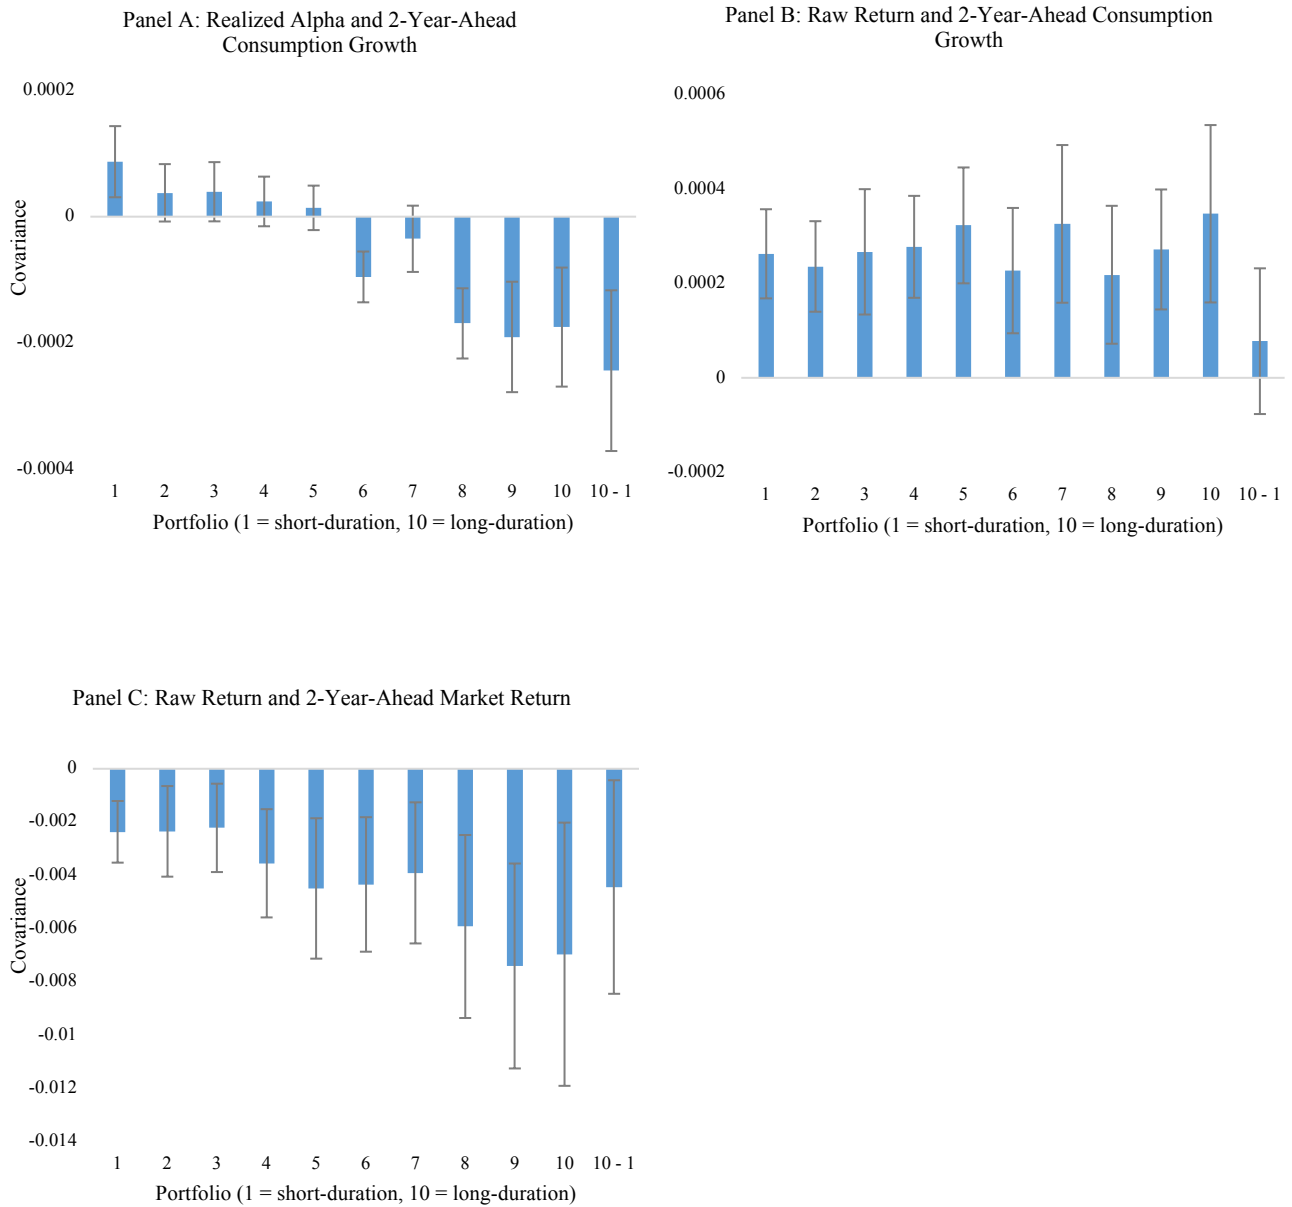 Panel A: Realized Alpha and 2-Year-Ahead
Consumption Growth
0.0002
0
-0.0002
-0.0004
Covariance
1 2 3 4 5 6 7 8 9 10 10 - 1
Portfolio (1 = short-duration, 10 = long-duration)
Panel B: Raw Return and 2-Year-Ahead Consumption
Growth
0.0006
0.0004
0.0002
0
-0.0002
1 2 3 4 5 6 7 8 9 10 10 - 1
Portfolio (1 = short-duration, 10 = long-duration)
Panel C: Raw Return and 2-Year-Ahead Market Return
0
-0.002
-0.004
-0.006
-0.008
-0.01
-0.012
-0.014
Covariance
1 2 3 4 5 6 7 8 9 10 10 - 1
Portfolio (1 = short-duration, 10 = long-duration)